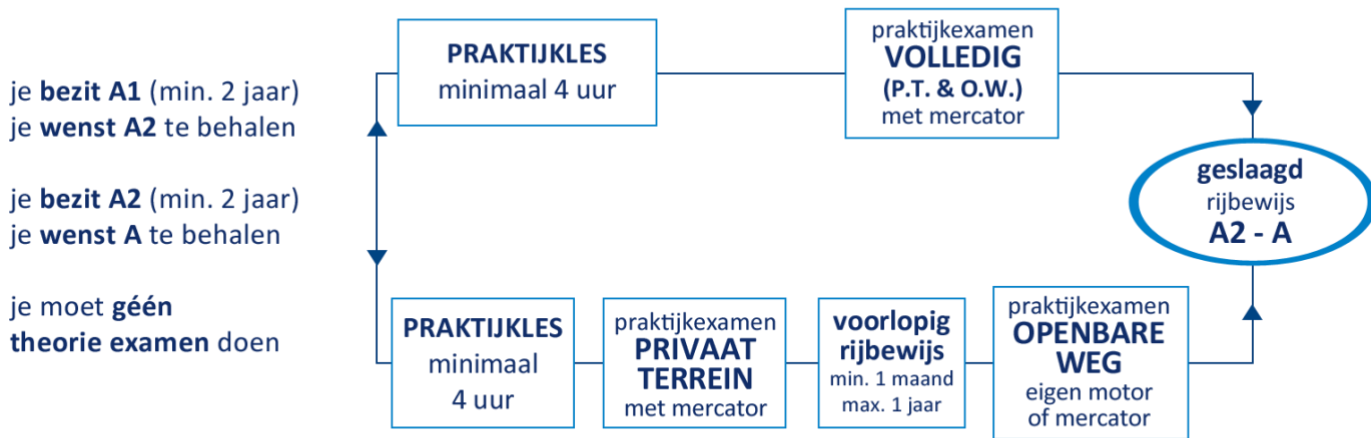 je bezit A1 (min. 2 jaar)
je wenst A2 te behalen
je bezit A2 (min. 2 jaar)
je wenst A te behalen
je moet géén
theorie examen doen
PRAKTIJKLES
minimaal 4 uur
praktijkexamen
VOLLEDIG
(P.T. & O.W.)
met mercator
PRAKTIJKLES
minimaal
4 uur
praktijkexamen
PRIVAAT
TERREIN
met mercator
voorlopig
rijbewijs
min. 1 maand
max. 1 jaar
praktijkexamen
OPENBARE
WEG
eigen motor
of mercator
geslaagd
rijbewijs
A2 - A